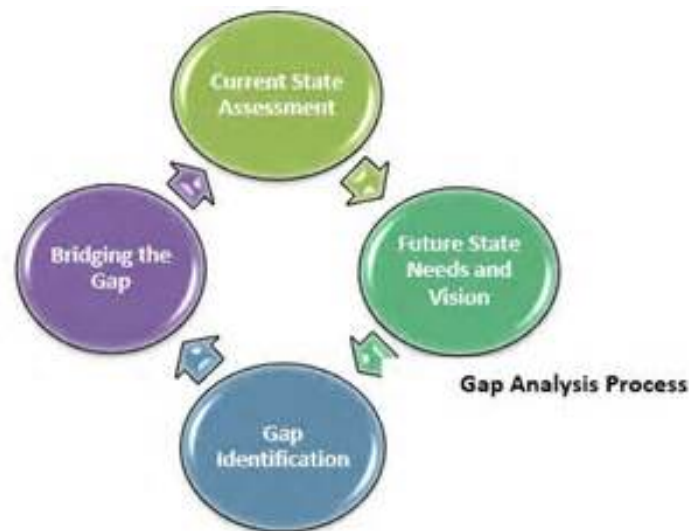 Current State
Assessment
Future State
Needs and
Vision
Gap Analysis Process
Gap
Identification
Bridging the
Gap